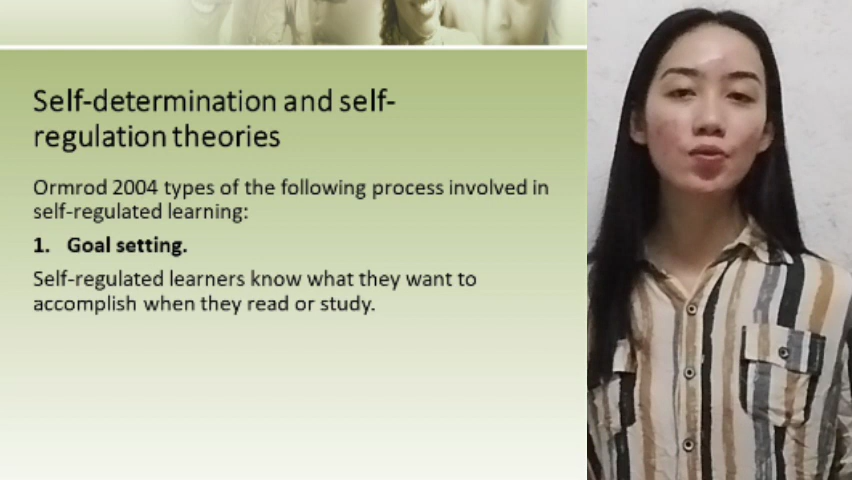 Self-determination and self-
regulation theories
Ormrod 2004 types of the following process involved in
self-regulated learning:
1. Goal setting.
Self-regulated learners know what they want to
accomplish when they read or study.